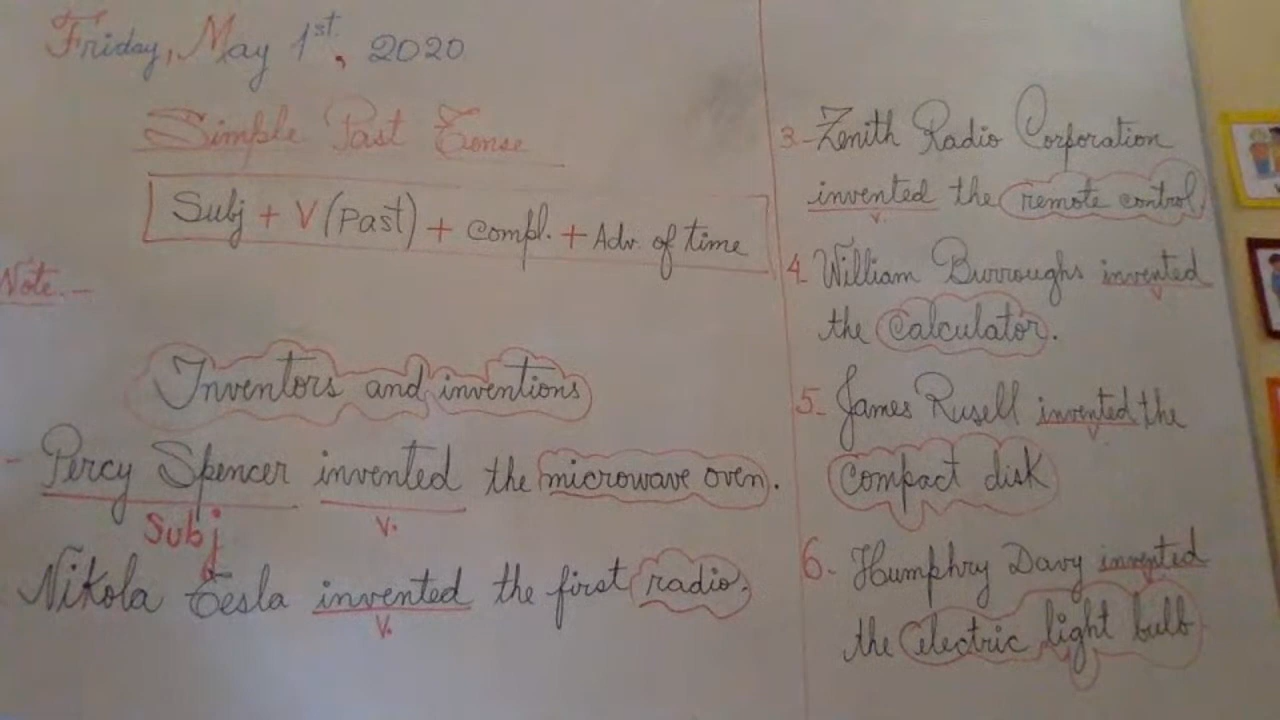 Friday, May 1st, 2020
Simple Past Tense
Subj + V (Past) + compl. + Adv. of time
Note.-
Inventors and inventions
- Percy Spencer invented the microwave oven.
Subj V.
Nikola Tesla invented the first radio.
V.
3- Zenith Radio Corporation
invented the remote control.
V.
4. William Burroughs invented
V
the Calculator.
5- James Rusell invented the
V
Compact disk
6- Humphry Davy invented
V
the electric light bulb